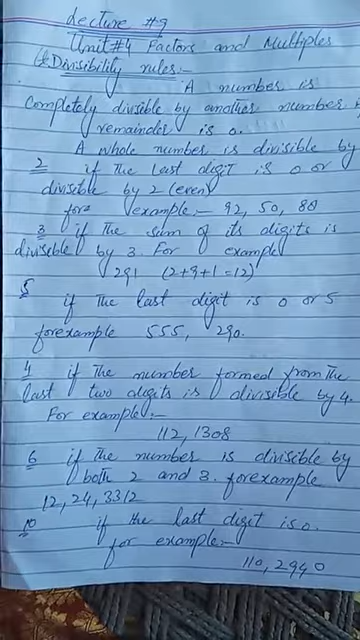 Lecture #9
Unit#4 Factors and Multiples
Divisibility rules:-
A number is
completely divisible by another number,
remainder is 0.
A whole number is divisible by
2 if the last digit is 0 or
divisible by 2 (even)
for example:- 92, 50, 80
3 if the sum of its digits is
divisible by 3. For example
291 (2+9+1=12)
5
if the last digit is 0 or 5
forexample 555, 290.
4 if the number formed from the
last two digits is divisible by 4.
For example:-
112, 1308
6 if the number is divisible by
both 2 and 3. forexample
12, 24, 3312
10 if the last digit is 0.
for example:-
110, 2940